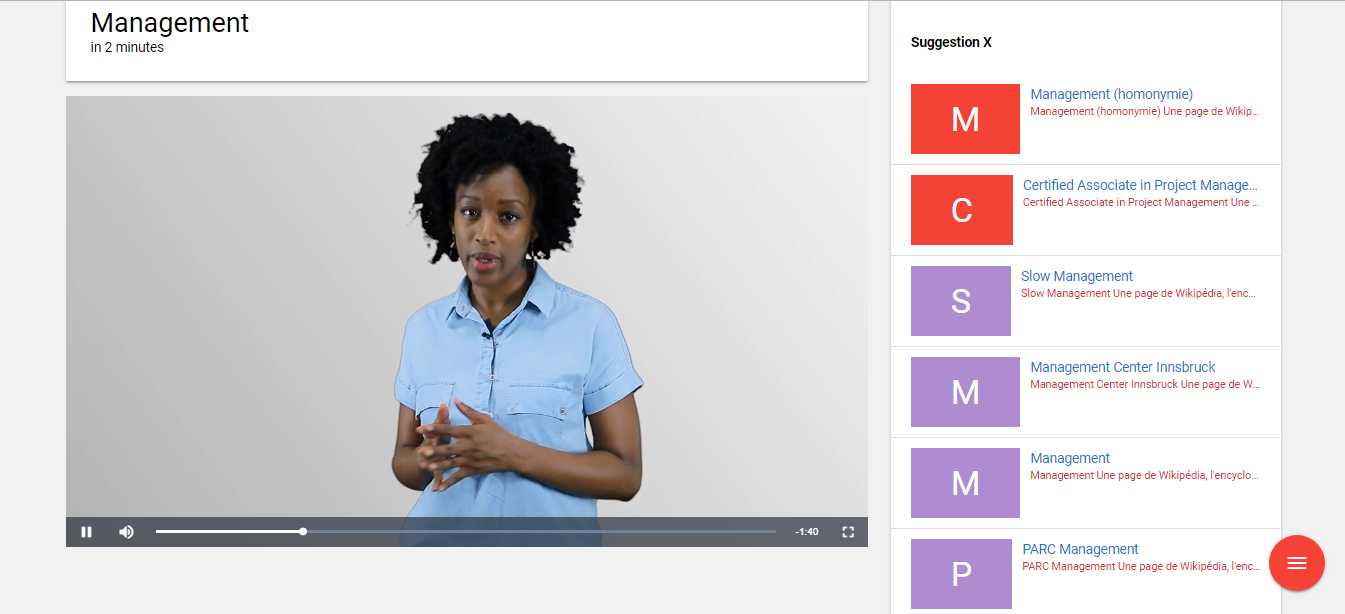 Management
in 2 minutes
-1:40
Suggestion X
M
Management (homonymie)
Management (homonymie) Une page de Wikip...
C
Certified Associate in Project Manage...
Certified Associate in Project Management Une ...
S
Slow Management
Slow Management Une page de Wikipédia, l'enc...
M
Management Center Innsbruck
Management Center Innsbruck Une page de W...
M
Management
Management Une page de Wikipédia, l'encyclo...
P
PARC Management
PARC Management Une page de Wikipédia, l'enc...